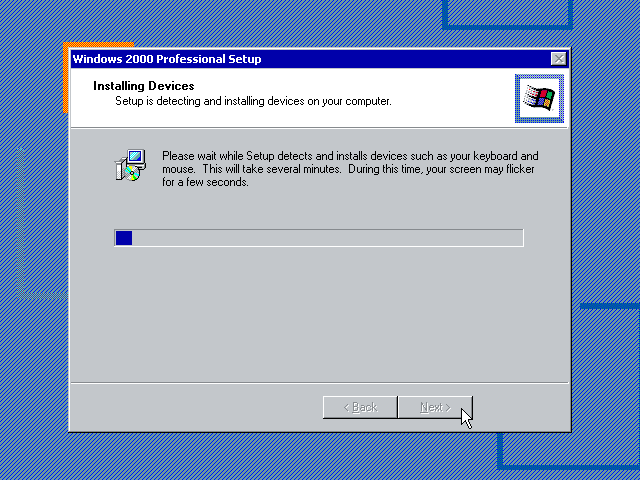 Windows 2000 Professional Setup
Installing Devices
Setup is detecting and installing devices on your computer.
Please wait while Setup detects and installs devices such as your keyboard and
mouse.  This will take several minutes.  During this time, your screen may flicker
for a few seconds.
< Back
Next >